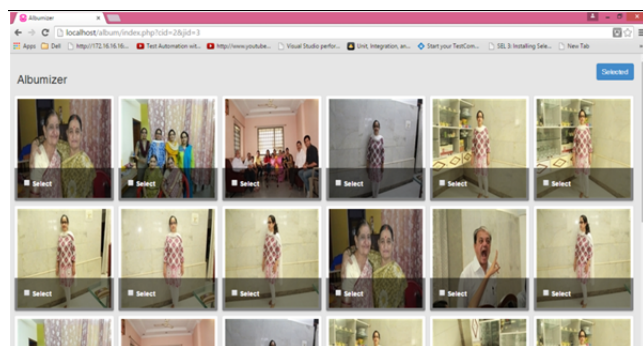 Albumizer
localhost/album/index.php?cid=2&jid=3
Apps Dell http://172.16.16.16... Test Automation wit... http://www.youtube... Visual Studio perfor... Unit, Integration, an... Start your TestCom... SEL 3: Installing Sele... New Tab
Albumizer Selected
Select Select Select Select Select Select
Select Select Select Select Select Select